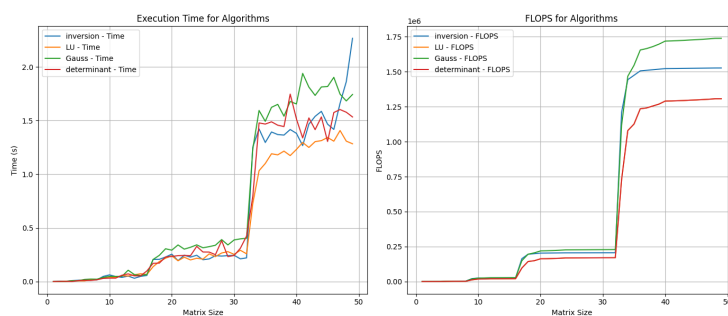 Execution Time for Algorithms
inversion - Time
LU - Time
Gauss - Time
determinant - Time
Time (s)
2.0
1.5
1.0
0.5
0.0
0
10
20
30
40
50
Matrix Size
FLOPS for Algorithms
1e6
inversion - FLOPS
LU - FLOPS
Gauss - FLOPS
determinant - FLOPS
FLOPS
1.75
1.50
1.25
1.00
0.75
0.50
0.25
0.00
0
10
20
30
40
50
Matrix Size